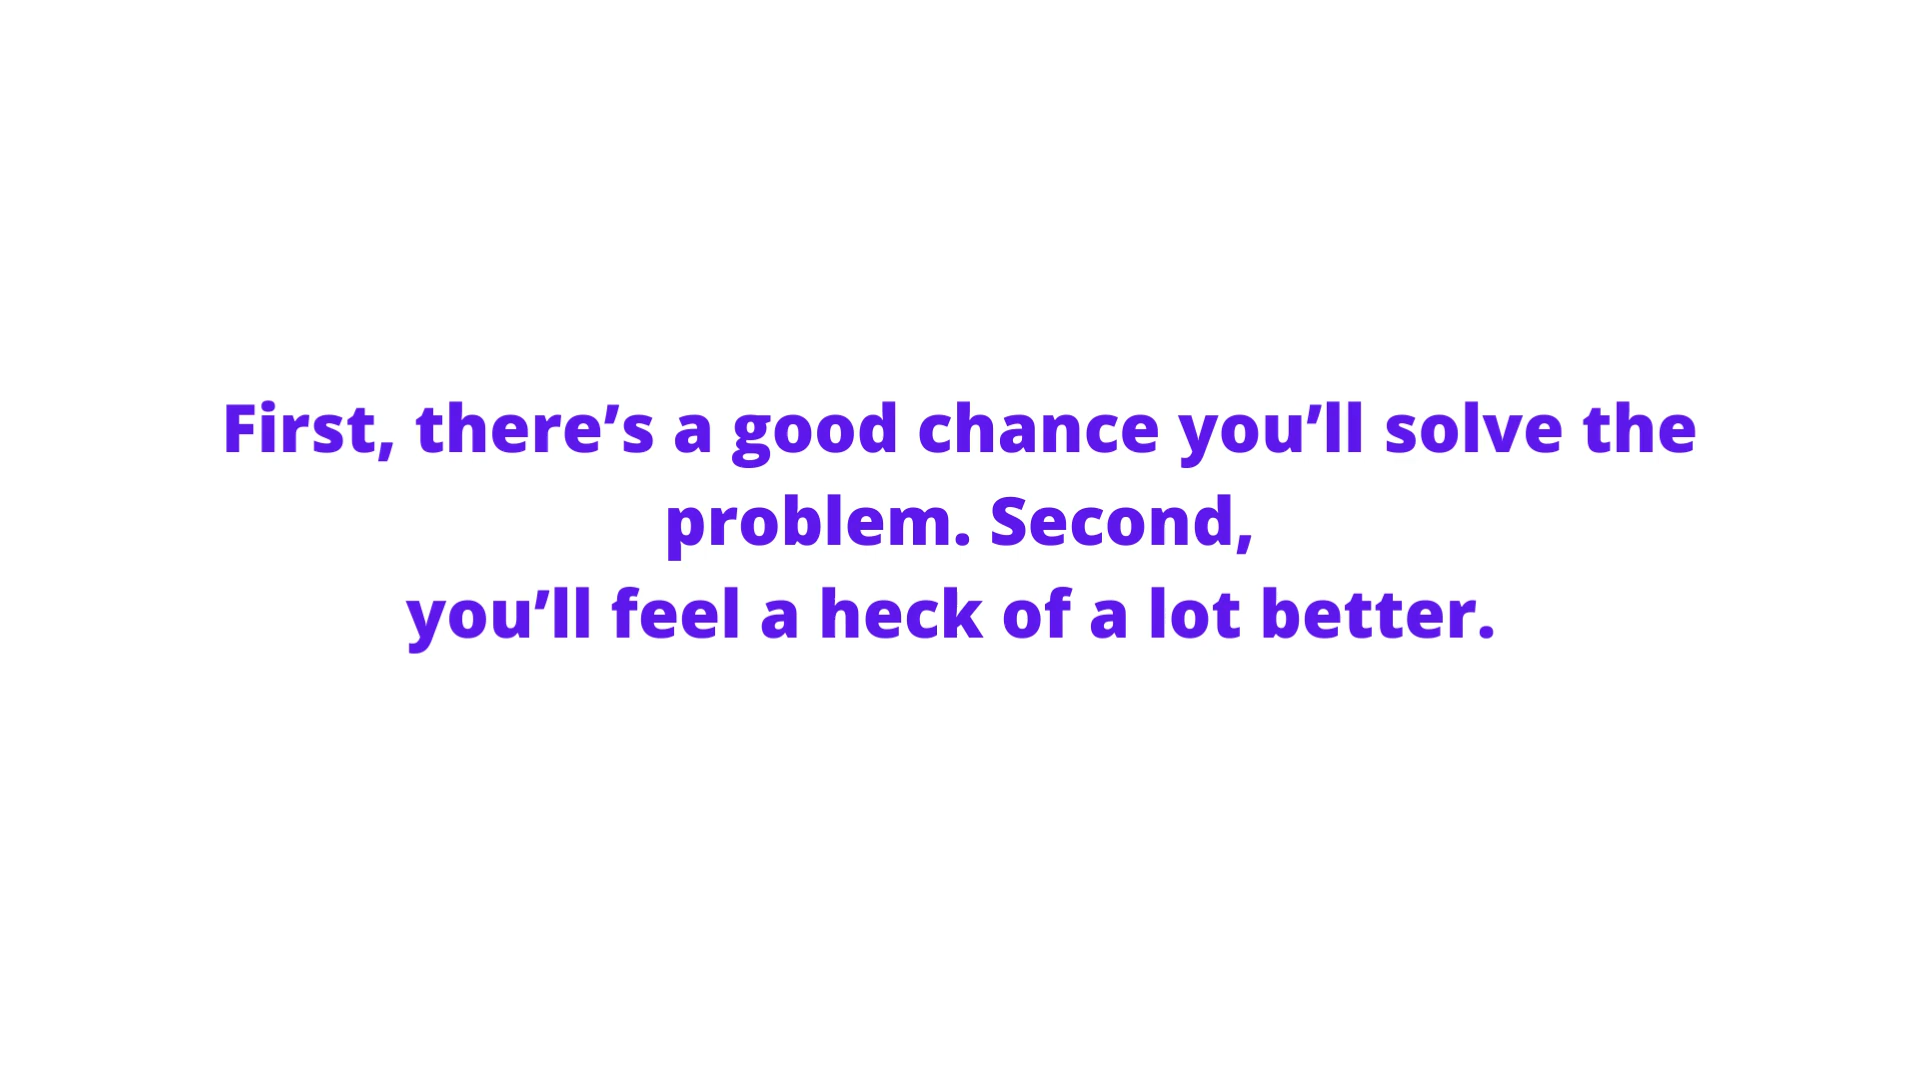 First, there’s a good chance you’ll solve the
problem. Second,
you’ll feel a heck of a lot better.